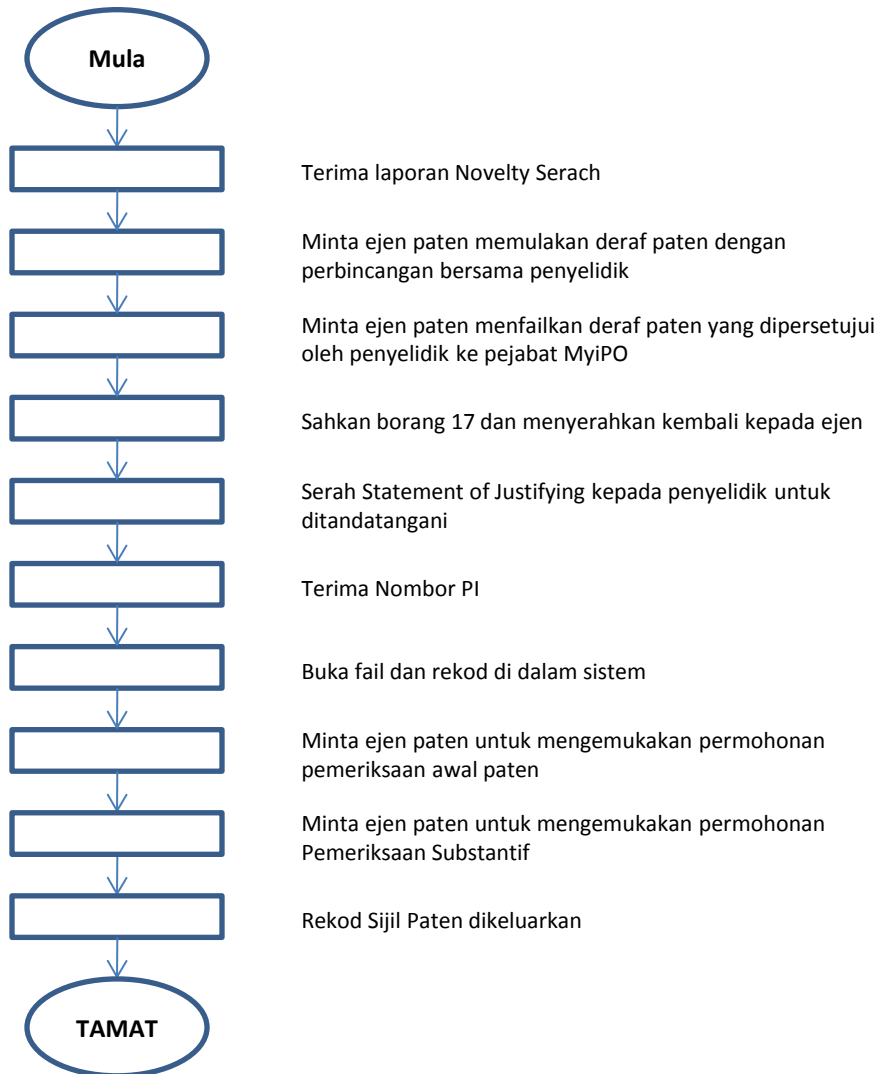 Mula
Terima laporan Novelty Serach
Minta ejen paten memulakan deraf paten dengan
perbincangan bersama penyelidik
Minta ejen paten menfailkan deraf paten yang dipersetujui
oleh penyelidik ke pejabat MyiPO
Sahkan borang 17 dan menyerahkan kembali kepada ejen
Serah Statement of Justifying kepada penyelidik untuk
ditandatangani
Terima Nombor PI
Buka fail dan rekod di dalam sistem
Minta ejen paten untuk mengemukakan permohonan
pemeriksaan awal paten
Minta ejen paten untuk mengemukakan permohonan
Pemeriksaan Substantif
Rekod Sijil Paten dikeluarkan
TAMAT